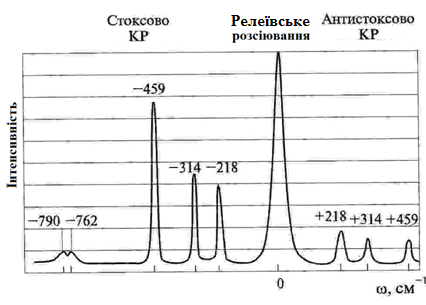 Стоксово
КР
Релеївське
розсіювання
Антистоксово
КР
Інтенсивність
−459
−314
−218
−790
−762
+218
+314
+459
0
ω, см⁻¹